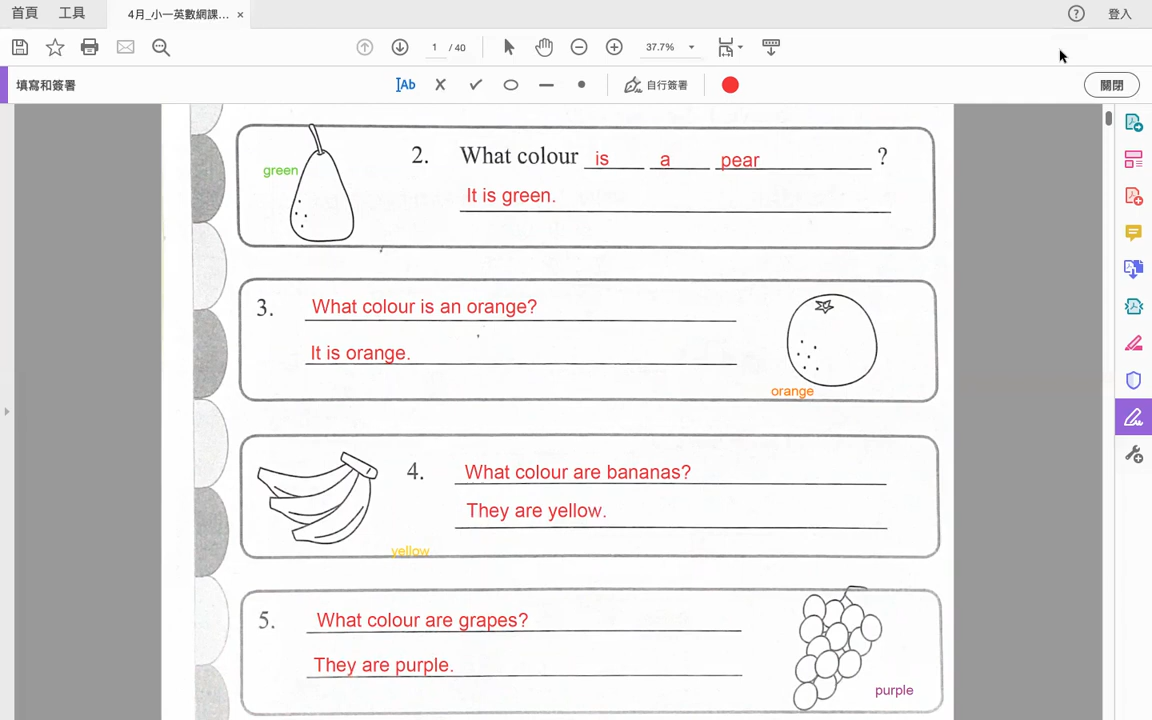 首頁 工具 4月_小一英數網課... × 登入
1 / 40 37.7%
填寫和簽署 Ab 自行簽署 關閉
green
2. What colour is a pear ?
It is green.
3. What colour is an orange?
It is orange.
orange
4. What colour are bananas?
They are yellow.
yellow
5. What colour are grapes?
They are purple.
purple